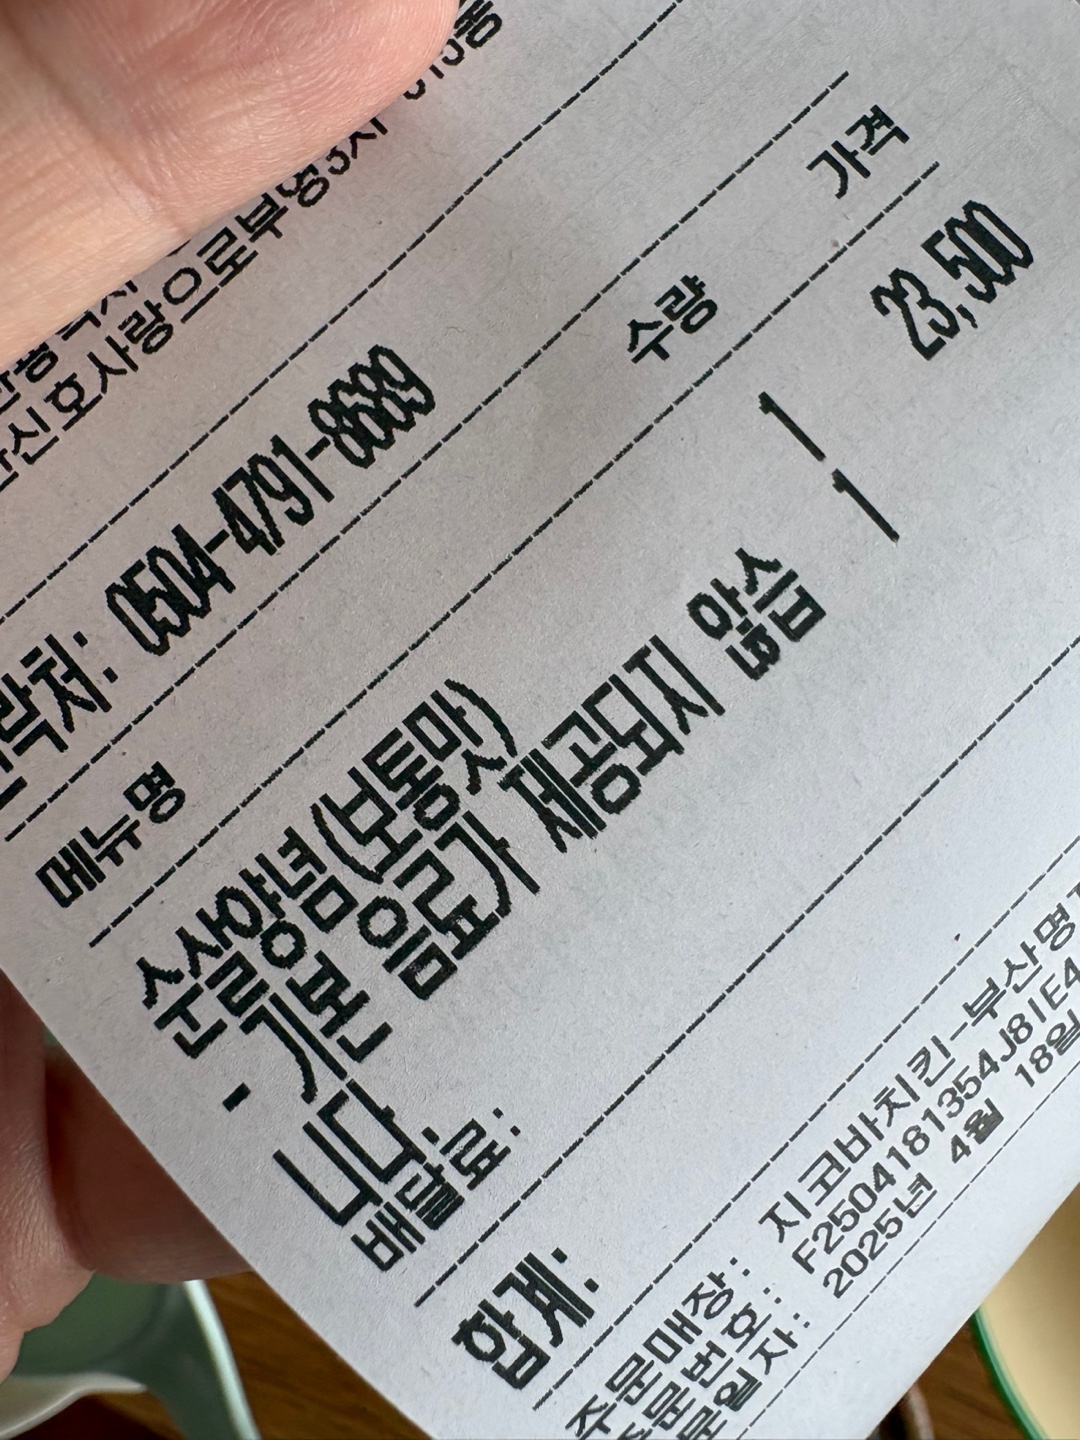 신호사랑으로부영3차
연락처: 0504-4791-8689
메뉴명 수량 가격
순살양념(보통맛) 1 23,500
- 기본 음료가 제공되지 않습 1
니다.
배달료:
합계:
주문매장: 지코바치킨-부산명지
주문번호: F2504181354J81E4
주문일자: 2025년 4월 18일